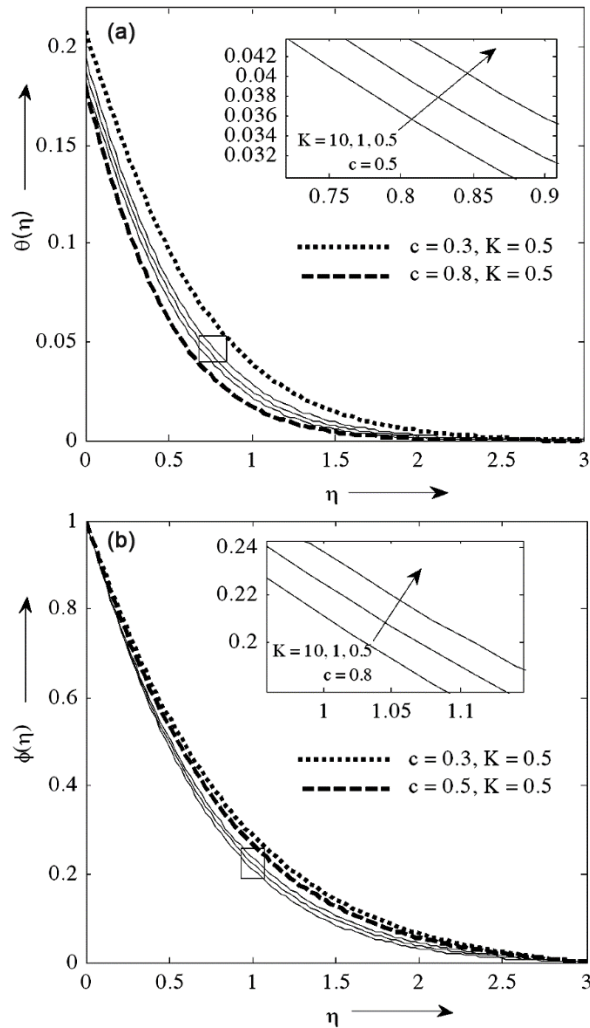 (a)
0.2
0.15
0.1
0.05
0
θ(η)
0.042
0.04
0.038
0.036
0.034
0.032
K = 10, 1, 0.5
c = 0.5
0.75 0.8 0.85 0.9
c = 0.3, K = 0.5
c = 0.8, K = 0.5
0 0.5 1 1.5 2 2.5 3
η
(b)
1
0.8
0.6
0.4
0.2
0
ϕ(η)
0.24
0.22
0.2
K = 10, 1, 0.5
c = 0.8
1 1.05 1.1
c = 0.3, K = 0.5
c = 0.5, K = 0.5
0 0.5 1 1.5 2 2.5 3
η